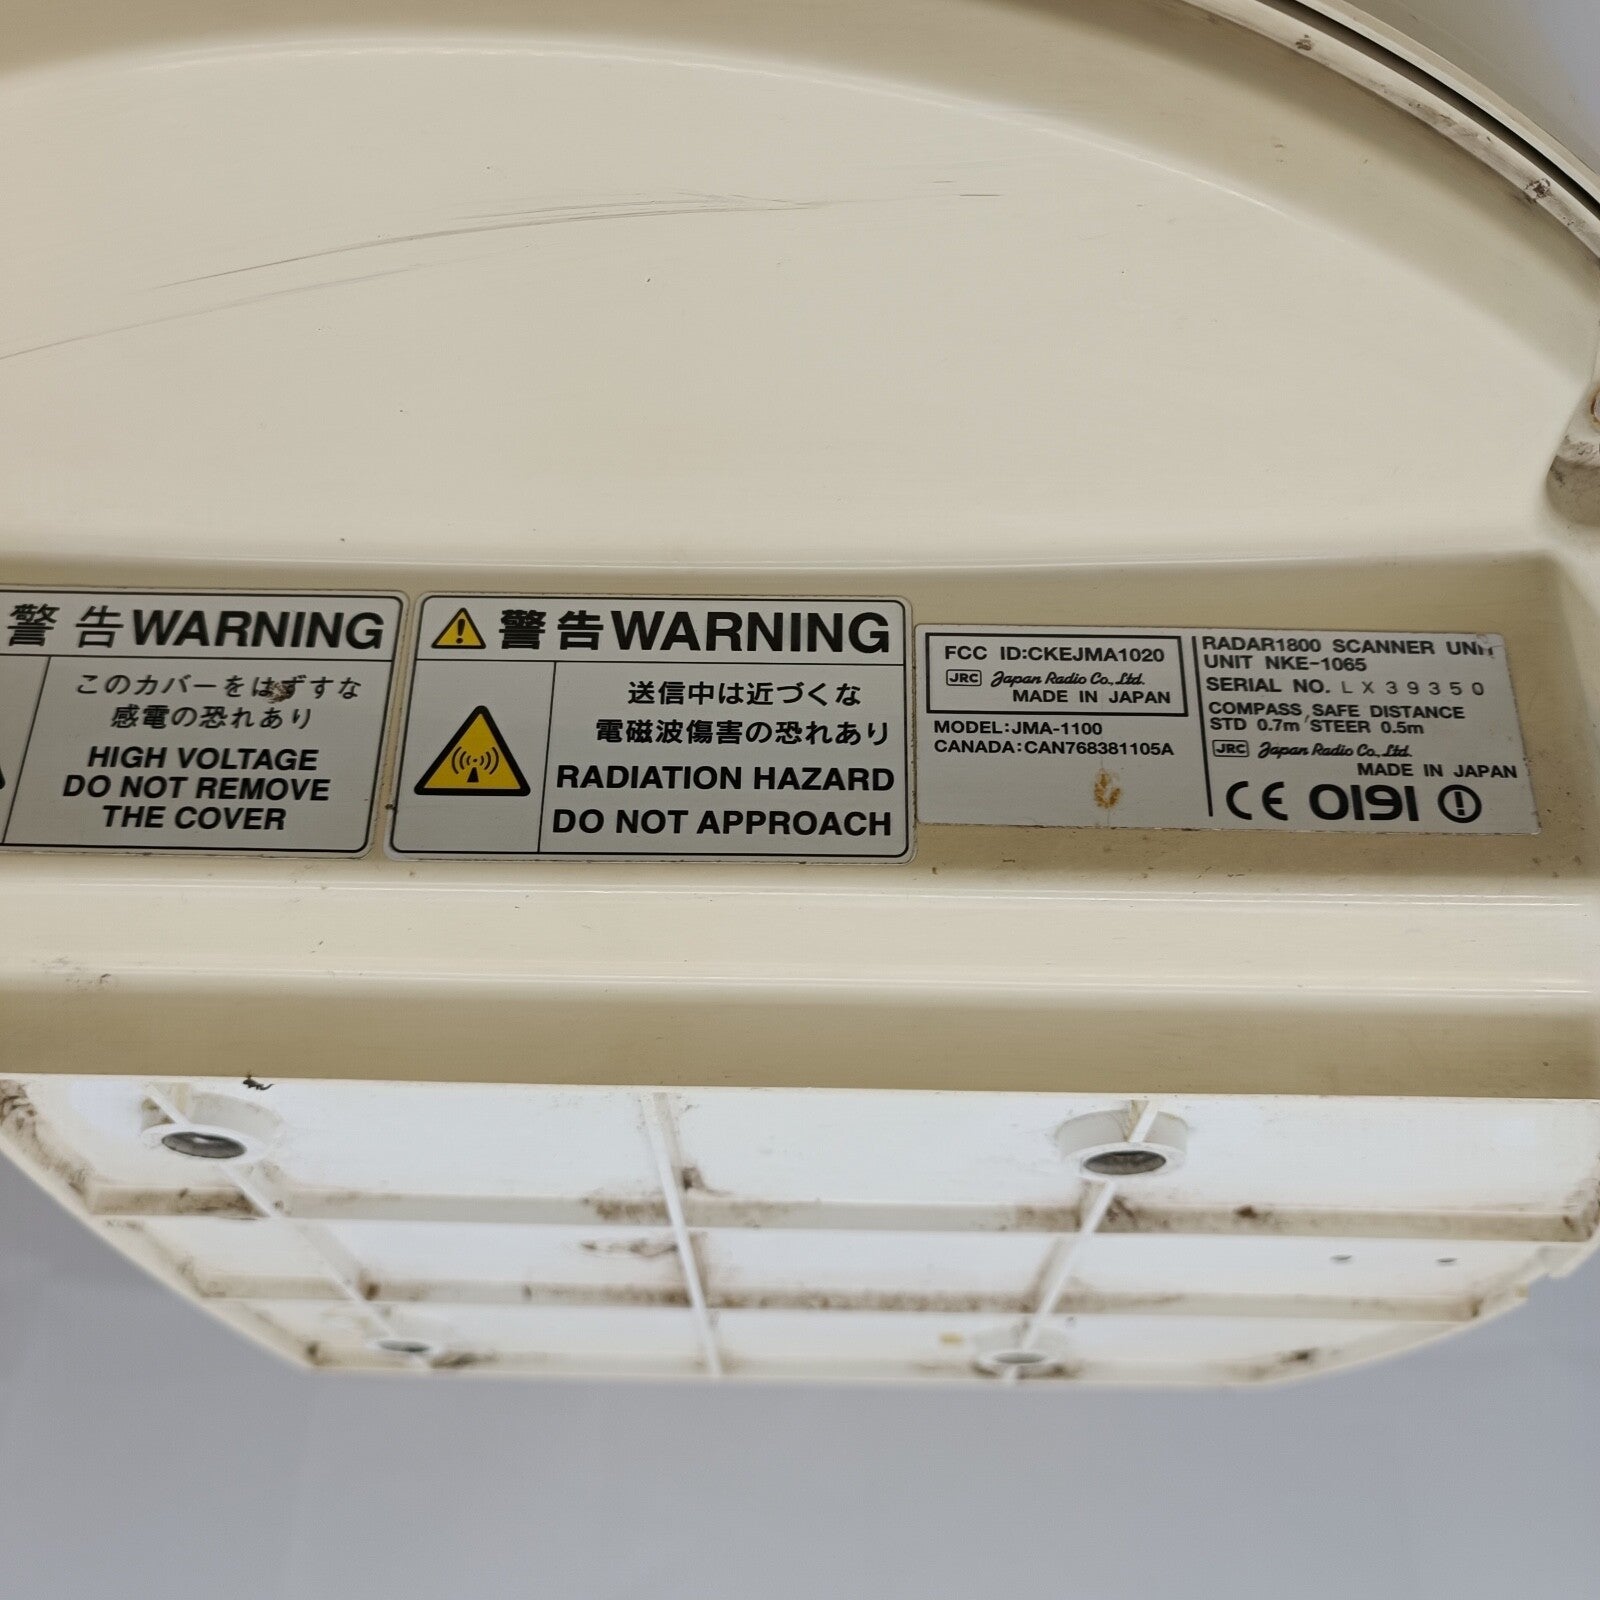 警告WARNING
このカバーをはずすな
感電の恐れあり
HIGH VOLTAGE
DO NOT REMOVE
THE COVER
警告WARNING
送信中は近づくな
電磁波傷害の恐れあり
RADIATION HAZARD
DO NOT APPROACH
FCC ID:CKEJMA1020
JRC Japan Radio Co., Ltd.
MADE IN JAPAN
MODEL:JMA-1100
CANADA:CAN768381105A
RADAR1800 SCANNER UNIT
UNIT NKE-1065
SERIAL NO. LX39350
COMPASS SAFE DISTANCE
STD 0.7m STEER 0.5m
JRC Japan Radio Co., Ltd.
MADE IN JAPAN
CE 0191